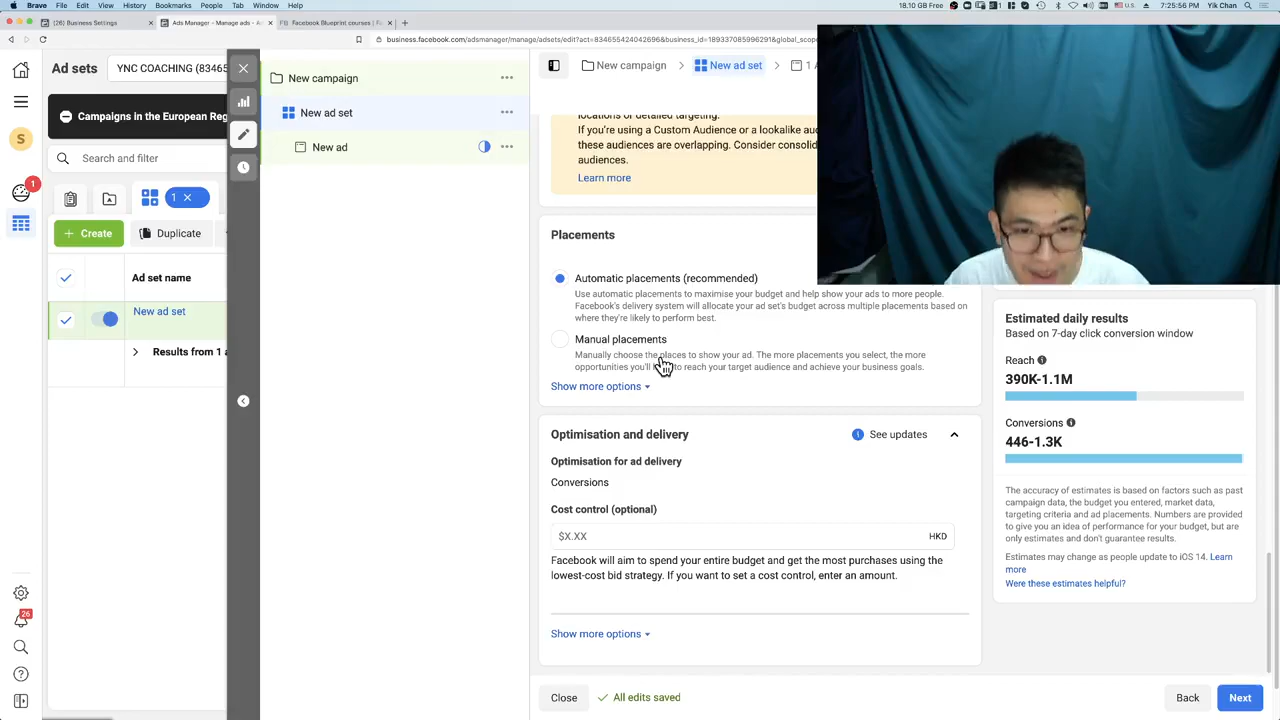 Brave File Edit View History Bookmarks Tab Window Help
18.10 GB Free
U.S.
7:25:56 PM Yik Chan
(26) Business Settings
Ads Manager - Manage ads -
Facebook Blueprint courses | F
business.facebook.com/adsmanager/manage/adsets/edit?act=834655424042696&business_id=189337085996291&global_scop
Ad sets
YNC COACHING (83465
Campaigns in the European Reg
Search and filter
1
1
Create
Duplicate
Ad set name
New ad set
Results from 1 a
26
New campaign
New ad set
New ad
New campaign
New ad set
1 A
locations or detailed targeting.
If you're using a Custom Audience or a lookalike au
these audiences are overlapping. Consider consolid
audiences.
Learn more
Placements
Automatic placements (recommended)
Use automatic placements to maximise your budget and help show your ads to more people.
Facebook's delivery system will allocate your ad set's budget across multiple placements based on
where they're likely to perform best.
Manual placements
Manually choose the places to show your ad. The more placements you select, the more
opportunities you'll to reach your target audience and achieve your business goals.
Show more options
Optimisation and delivery
See updates
Optimisation for ad delivery
Conversions
Cost control (optional)
$X.XX
HKD
Facebook will aim to spend your entire budget and get the most purchases using the
lowest-cost bid strategy. If you want to set a cost control, enter an amount.
Show more options
Estimated daily results
Based on 7-day click conversion window
Reach
390K-1.1M
Conversions
446-1.3K
The accuracy of estimates is based on factors such as past
campaign data, the budget you entered, market data,
targeting criteria and ad placements. Numbers are provided
to give you an idea of performance for your budget, but are
only estimates and don't guarantee results.
Estimates may change as people update to iOS 14. Learn
more
Were these estimates helpful?
Close
All edits saved
Back
Next